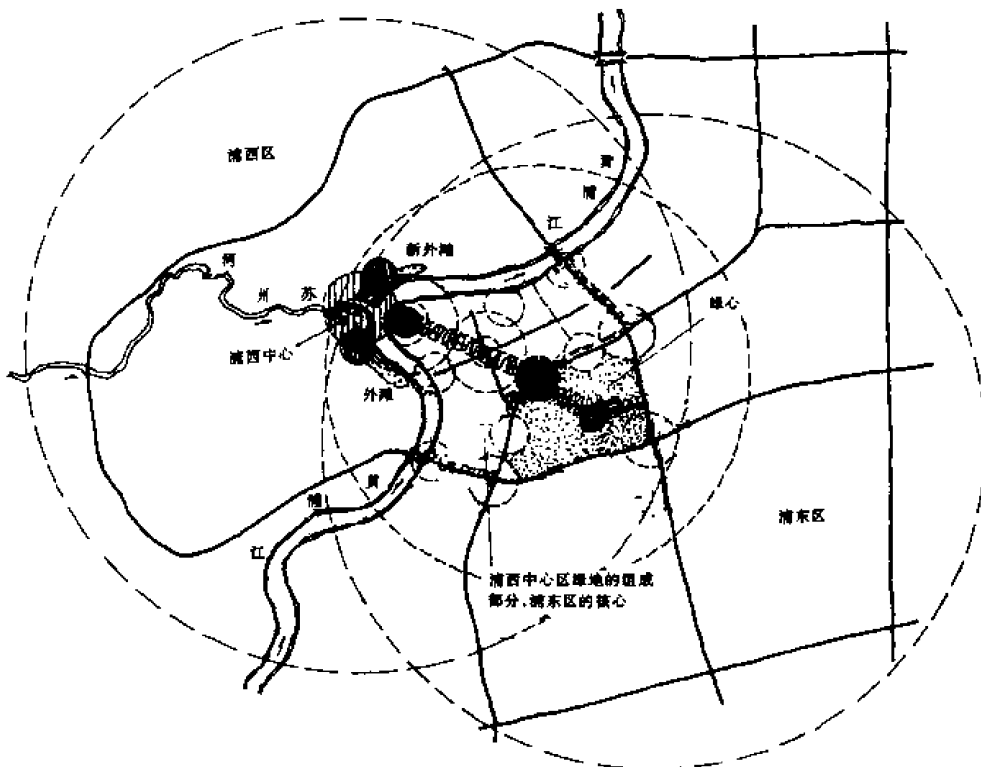 浦西区
黄
浦
江
新外滩
河
州
苏
绿心
浦西中心
外滩
黄
浦
江
浦东区
浦西中心区绿地的组成
部分，浦东区的核心